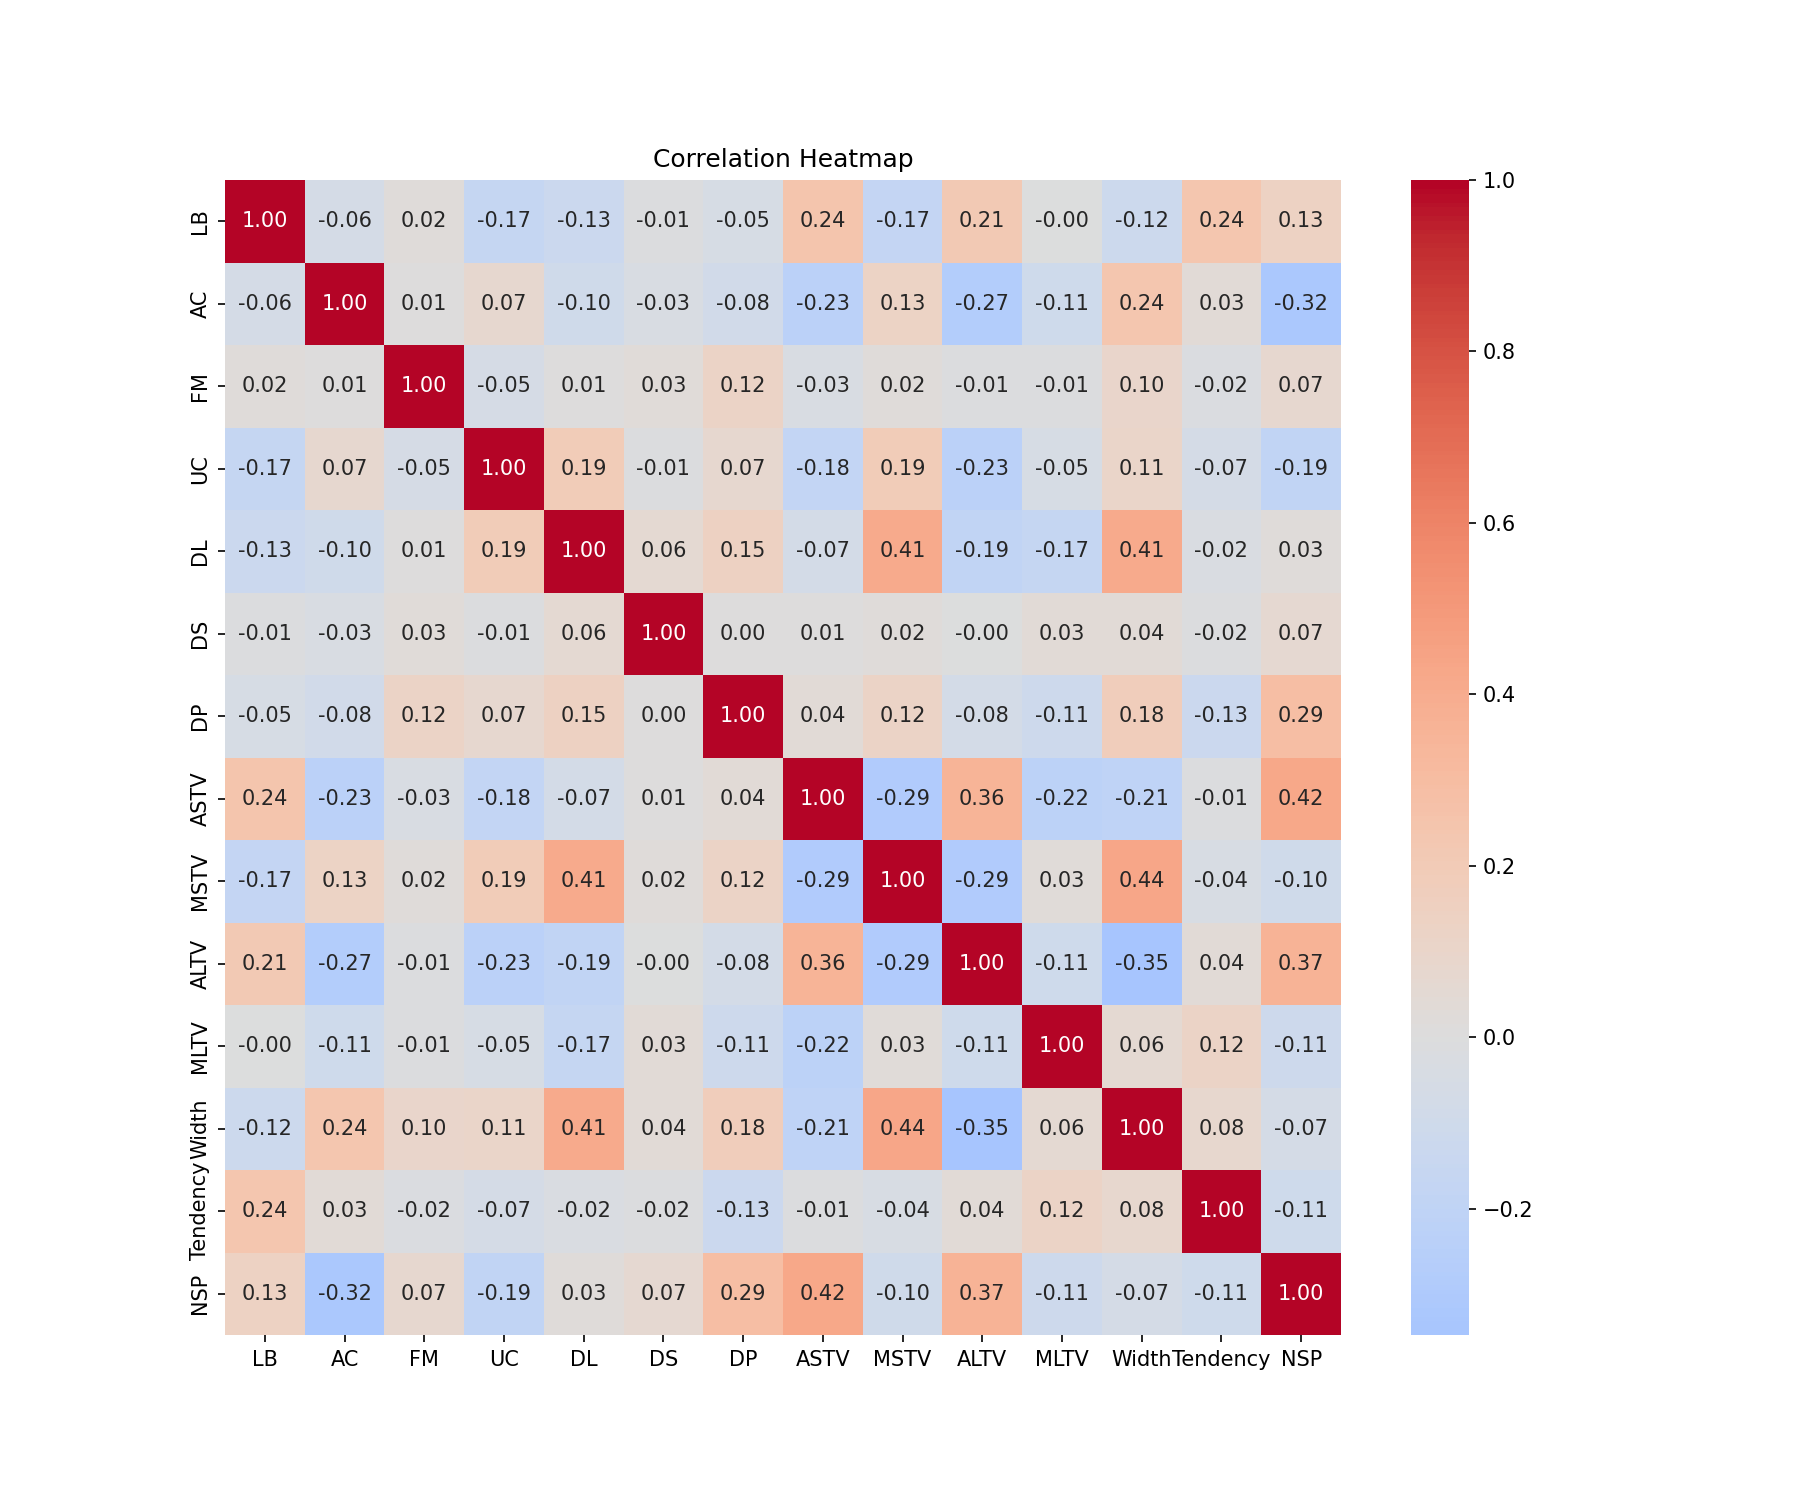 Correlation Heatmap
LB 1.00 -0.06 0.02 -0.17 -0.13 -0.01 -0.05 0.24 -0.17 0.21 -0.00 -0.12 0.24 0.13
AC -0.06 1.00 0.01 0.07 -0.10 -0.03 -0.08 -0.23 0.13 -0.27 -0.11 0.24 0.03 -0.32
FM 0.02 0.01 1.00 -0.05 0.01 0.03 0.12 -0.03 0.02 -0.01 -0.01 0.10 -0.02 0.07
UC -0.17 0.07 -0.05 1.00 0.19 -0.01 0.07 -0.18 0.19 -0.23 -0.05 0.11 -0.07 -0.19
DL -0.13 -0.10 0.01 0.19 1.00 0.06 0.15 -0.07 0.41 -0.19 -0.17 0.41 -0.02 0.03
DS -0.01 -0.03 0.03 -0.01 0.06 1.00 0.00 0.01 0.02 -0.00 0.03 0.04 -0.02 0.07
DP -0.05 -0.08 0.12 0.07 0.15 0.00 1.00 0.04 0.12 -0.08 -0.11 0.18 -0.13 0.29
ASTV 0.24 -0.23 -0.03 -0.18 -0.07 0.01 0.04 1.00 -0.29 0.36 -0.22 -0.21 -0.01 0.42
MSTV -0.17 0.13 0.02 0.19 0.41 0.02 0.12 -0.29 1.00 -0.29 0.03 0.44 -0.04 -0.10
ALTV 0.21 -0.27 -0.01 -0.23 -0.19 -0.00 -0.08 0.36 -0.29 1.00 -0.11 -0.35 0.04 0.37
MLTV -0.00 -0.11 -0.01 -0.05 -0.17 0.03 -0.11 -0.22 0.03 -0.11 1.00 0.06 0.12 -0.11
Width -0.12 0.24 0.10 0.11 0.41 0.04 0.18 -0.21 0.44 -0.35 0.06 1.00 0.08 -0.07
Tendency 0.24 0.03 -0.02 -0.07 -0.02 -0.02 -0.13 -0.01 -0.04 0.04 0.12 0.08 1.00 -0.11
NSP 0.13 -0.32 0.07 -0.19 0.03 0.07 0.29 0.42 -0.10 0.37 -0.11 -0.07 -0.11 1.00
LB AC FM UC DL DS DP ASTV MSTV ALTV MLTV Width Tendency NSP
1.0
0.8
0.6
0.4
0.2
0.0
−0.2